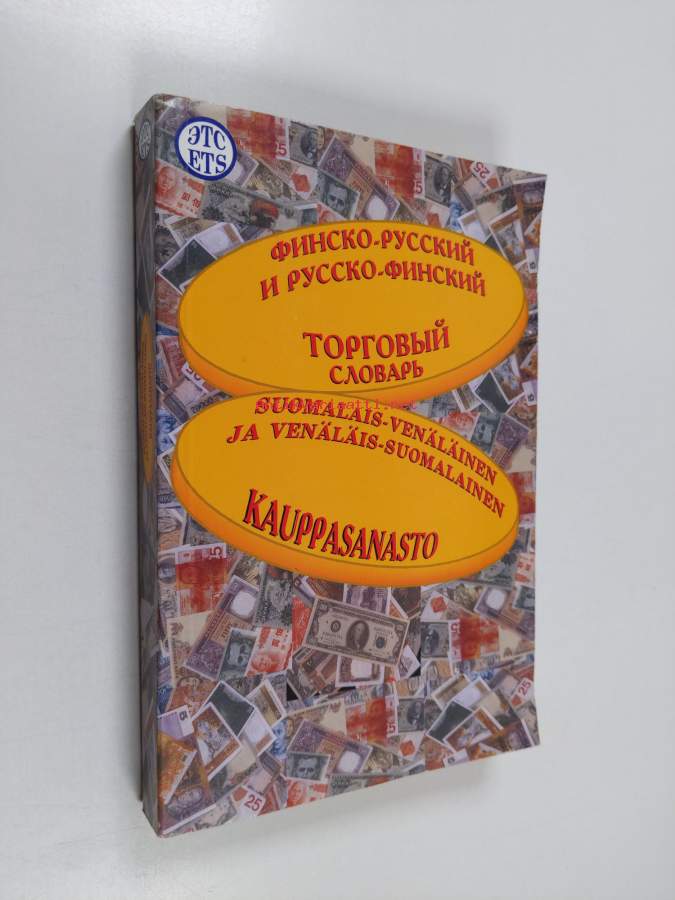 ЭТС
ETS
ФИНСКО-РУССКИЙ
И РУССКО-ФИНСКИЙ
ТОРГОВЫЙ
СЛОВАРЬ
SUOMALAIS-VENÄLÄINEN
JA VENÄLÄIS-SUOMALAINEN
KAUPPASANASTO